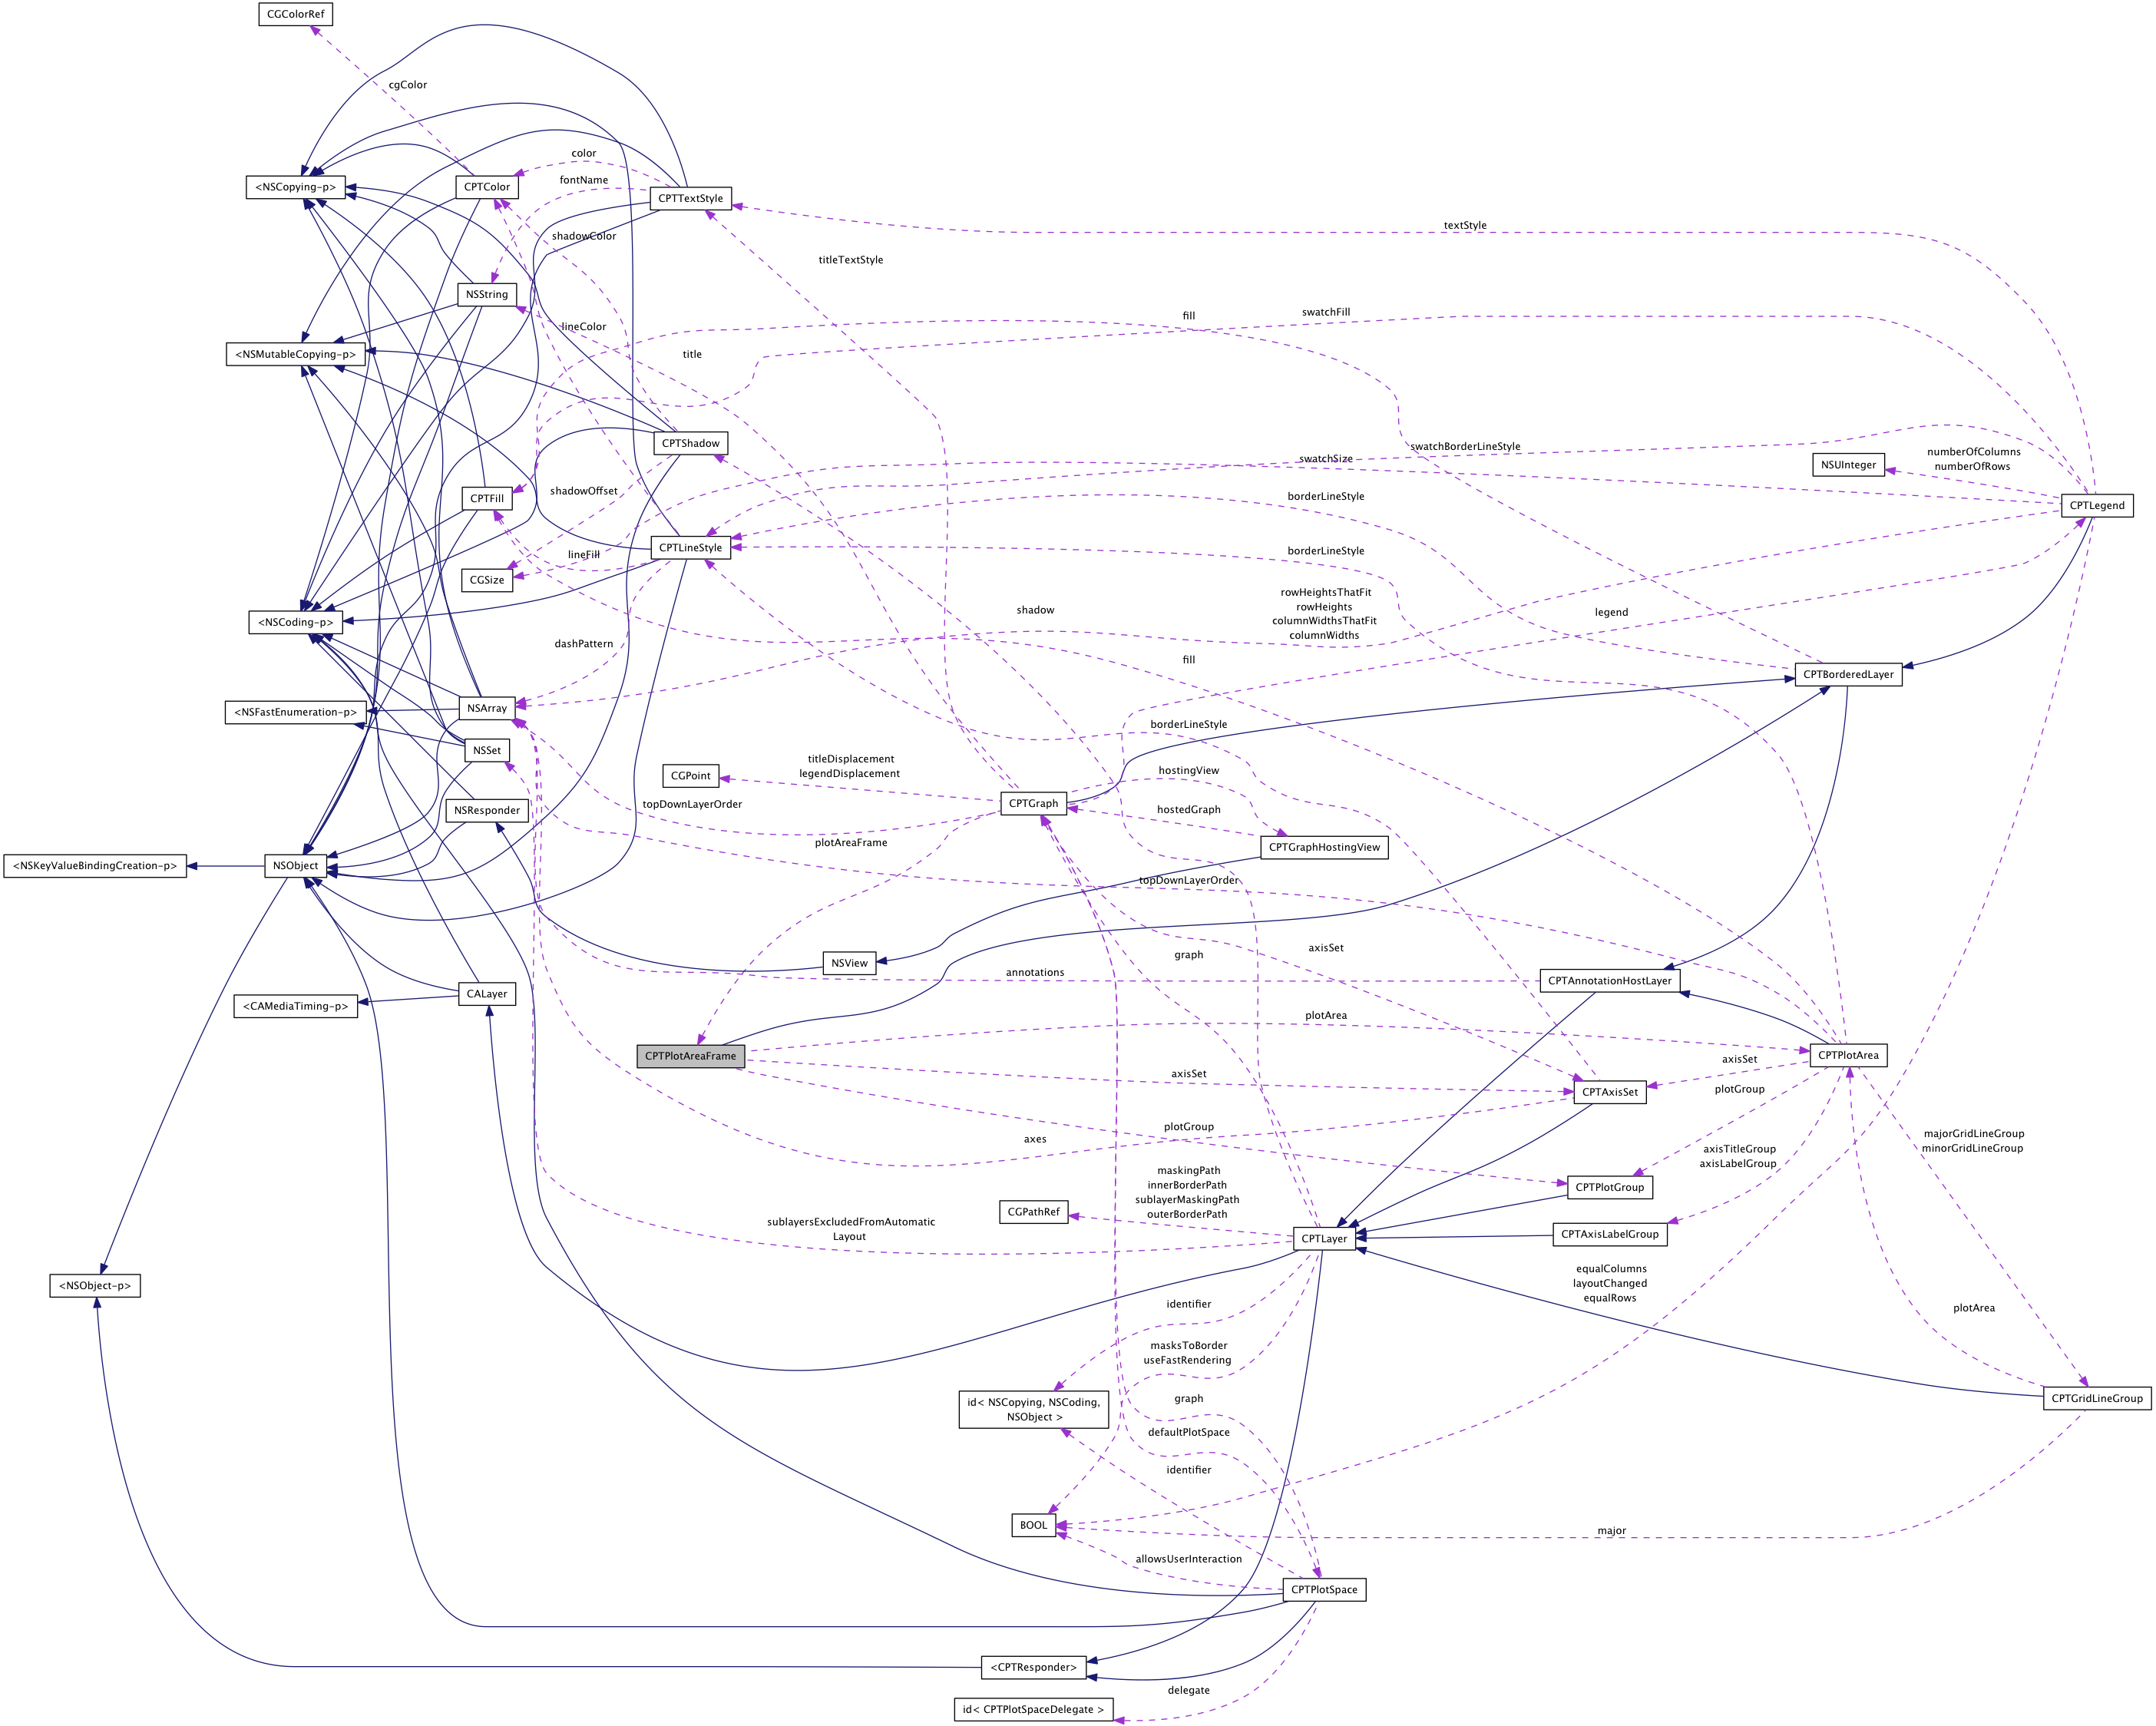 CGColorRef
cgColor
<NSCopying-p>
CPTColor
color
fontName
CPTTextStyle
textStyle
shadowColor
titleTextStyle
NSString
lineColor
fill
swatchFill
<NSMutableCopying-p>
title
CPTShadow
swatchBorderLineStyle
swatchSize
NSUInteger
numberOfColumns
numberOfRows
CPTFill
shadowOffset
borderLineStyle
CPTLegend
CPTLineStyle
lineFill
borderLineStyle
CGSize
<NSCoding-p>
shadow
rowHeightsThatFit
rowHeights
columnWidthsThatFit
columnWidths
legend
dashPattern
fill
CPTBorderedLayer
<NSFastEnumeration-p>
NSArray
borderLineStyle
NSSet
titleDisplacement
legendDisplacement
CGPoint
hostingView
NSResponder
topDownLayerOrder
CPTGraph
hostedGraph
plotAreaFrame
CPTGraphHostingView
<NSKeyValueBindingCreation-p>
NSObject
topDownLayerOrder
NSView
graph
axisSet
annotations
CPTAnnotationHostLayer
CALayer
<CAMediaTiming-p>
plotArea
CPTPlotAreaFrame
CPTPlotArea
axisSet
axisSet
CPTAxisSet
plotGroup
axes
plotGroup
majorGridLineGroup
minorGridLineGroup
axisTitleGroup
axisLabelGroup
maskingPath
innerBorderPath
sublayerMaskingPath
outerBorderPath
CPTPlotGroup
CGPathRef
sublayersExcludedFromAutomatic
Layout
CPTLayer
CPTAxisLabelGroup
<NSObject-p>
equalColumns
layoutChanged
equalRows
identifier
plotArea
masksToBorder
useFastRendering
id< NSCopying, NSCoding,
NSObject >
graph
CPTGridLineGroup
defaultPlotSpace
identifier
BOOL
major
allowsUserInteraction
CPTPlotSpace
<CPTResponder>
delegate
id< CPTPlotSpaceDelegate >